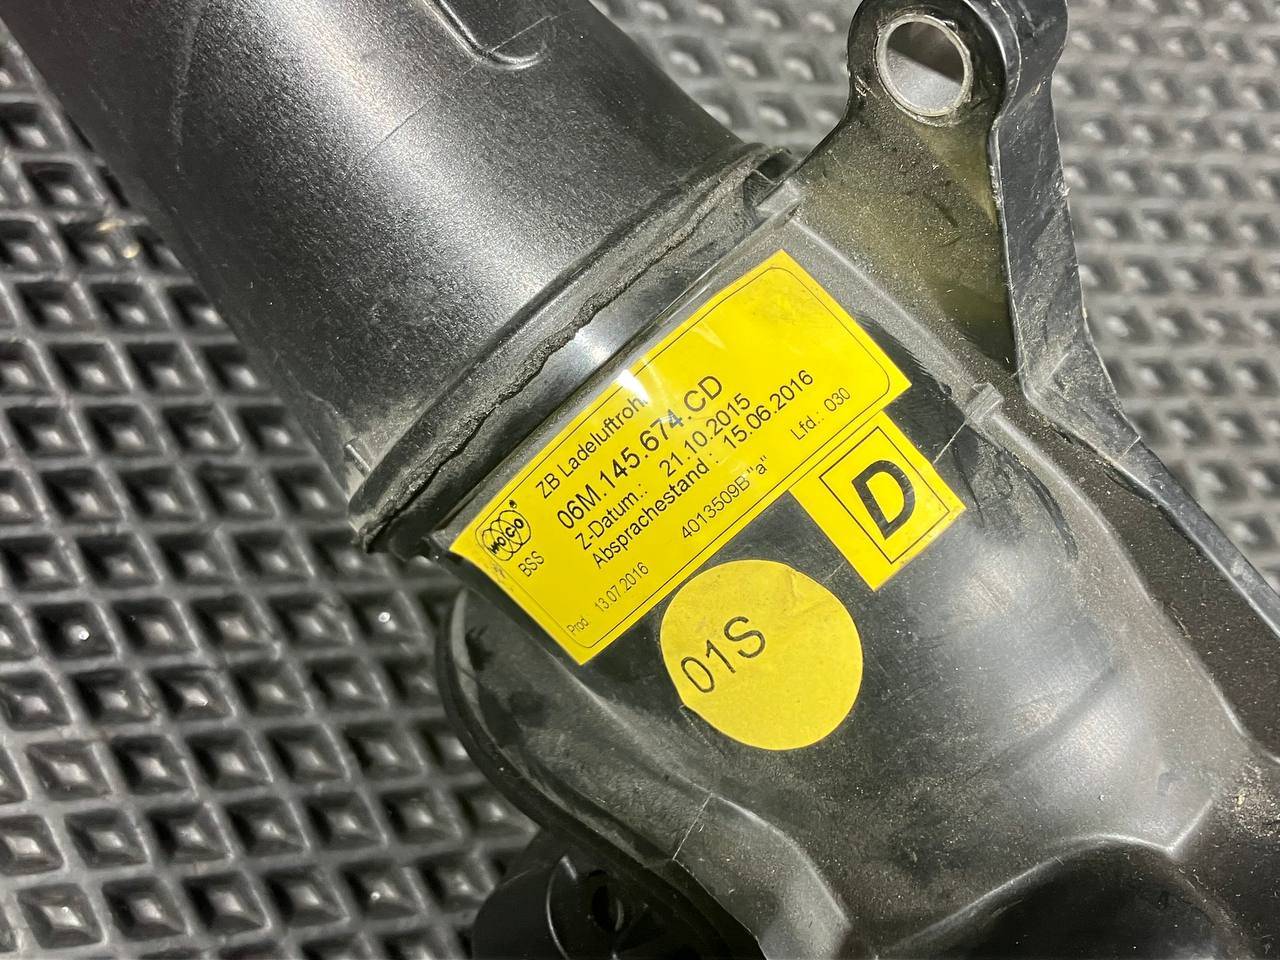 ZB Ladeluftrohr
06M.145.674.CD
Z-Datum.: 21.10.2015
Absprachestand : 15.06.2016
WOCO
BSS
4013509B"a"
Lfd.: 030
Prod. 13.07.2016
D
01S